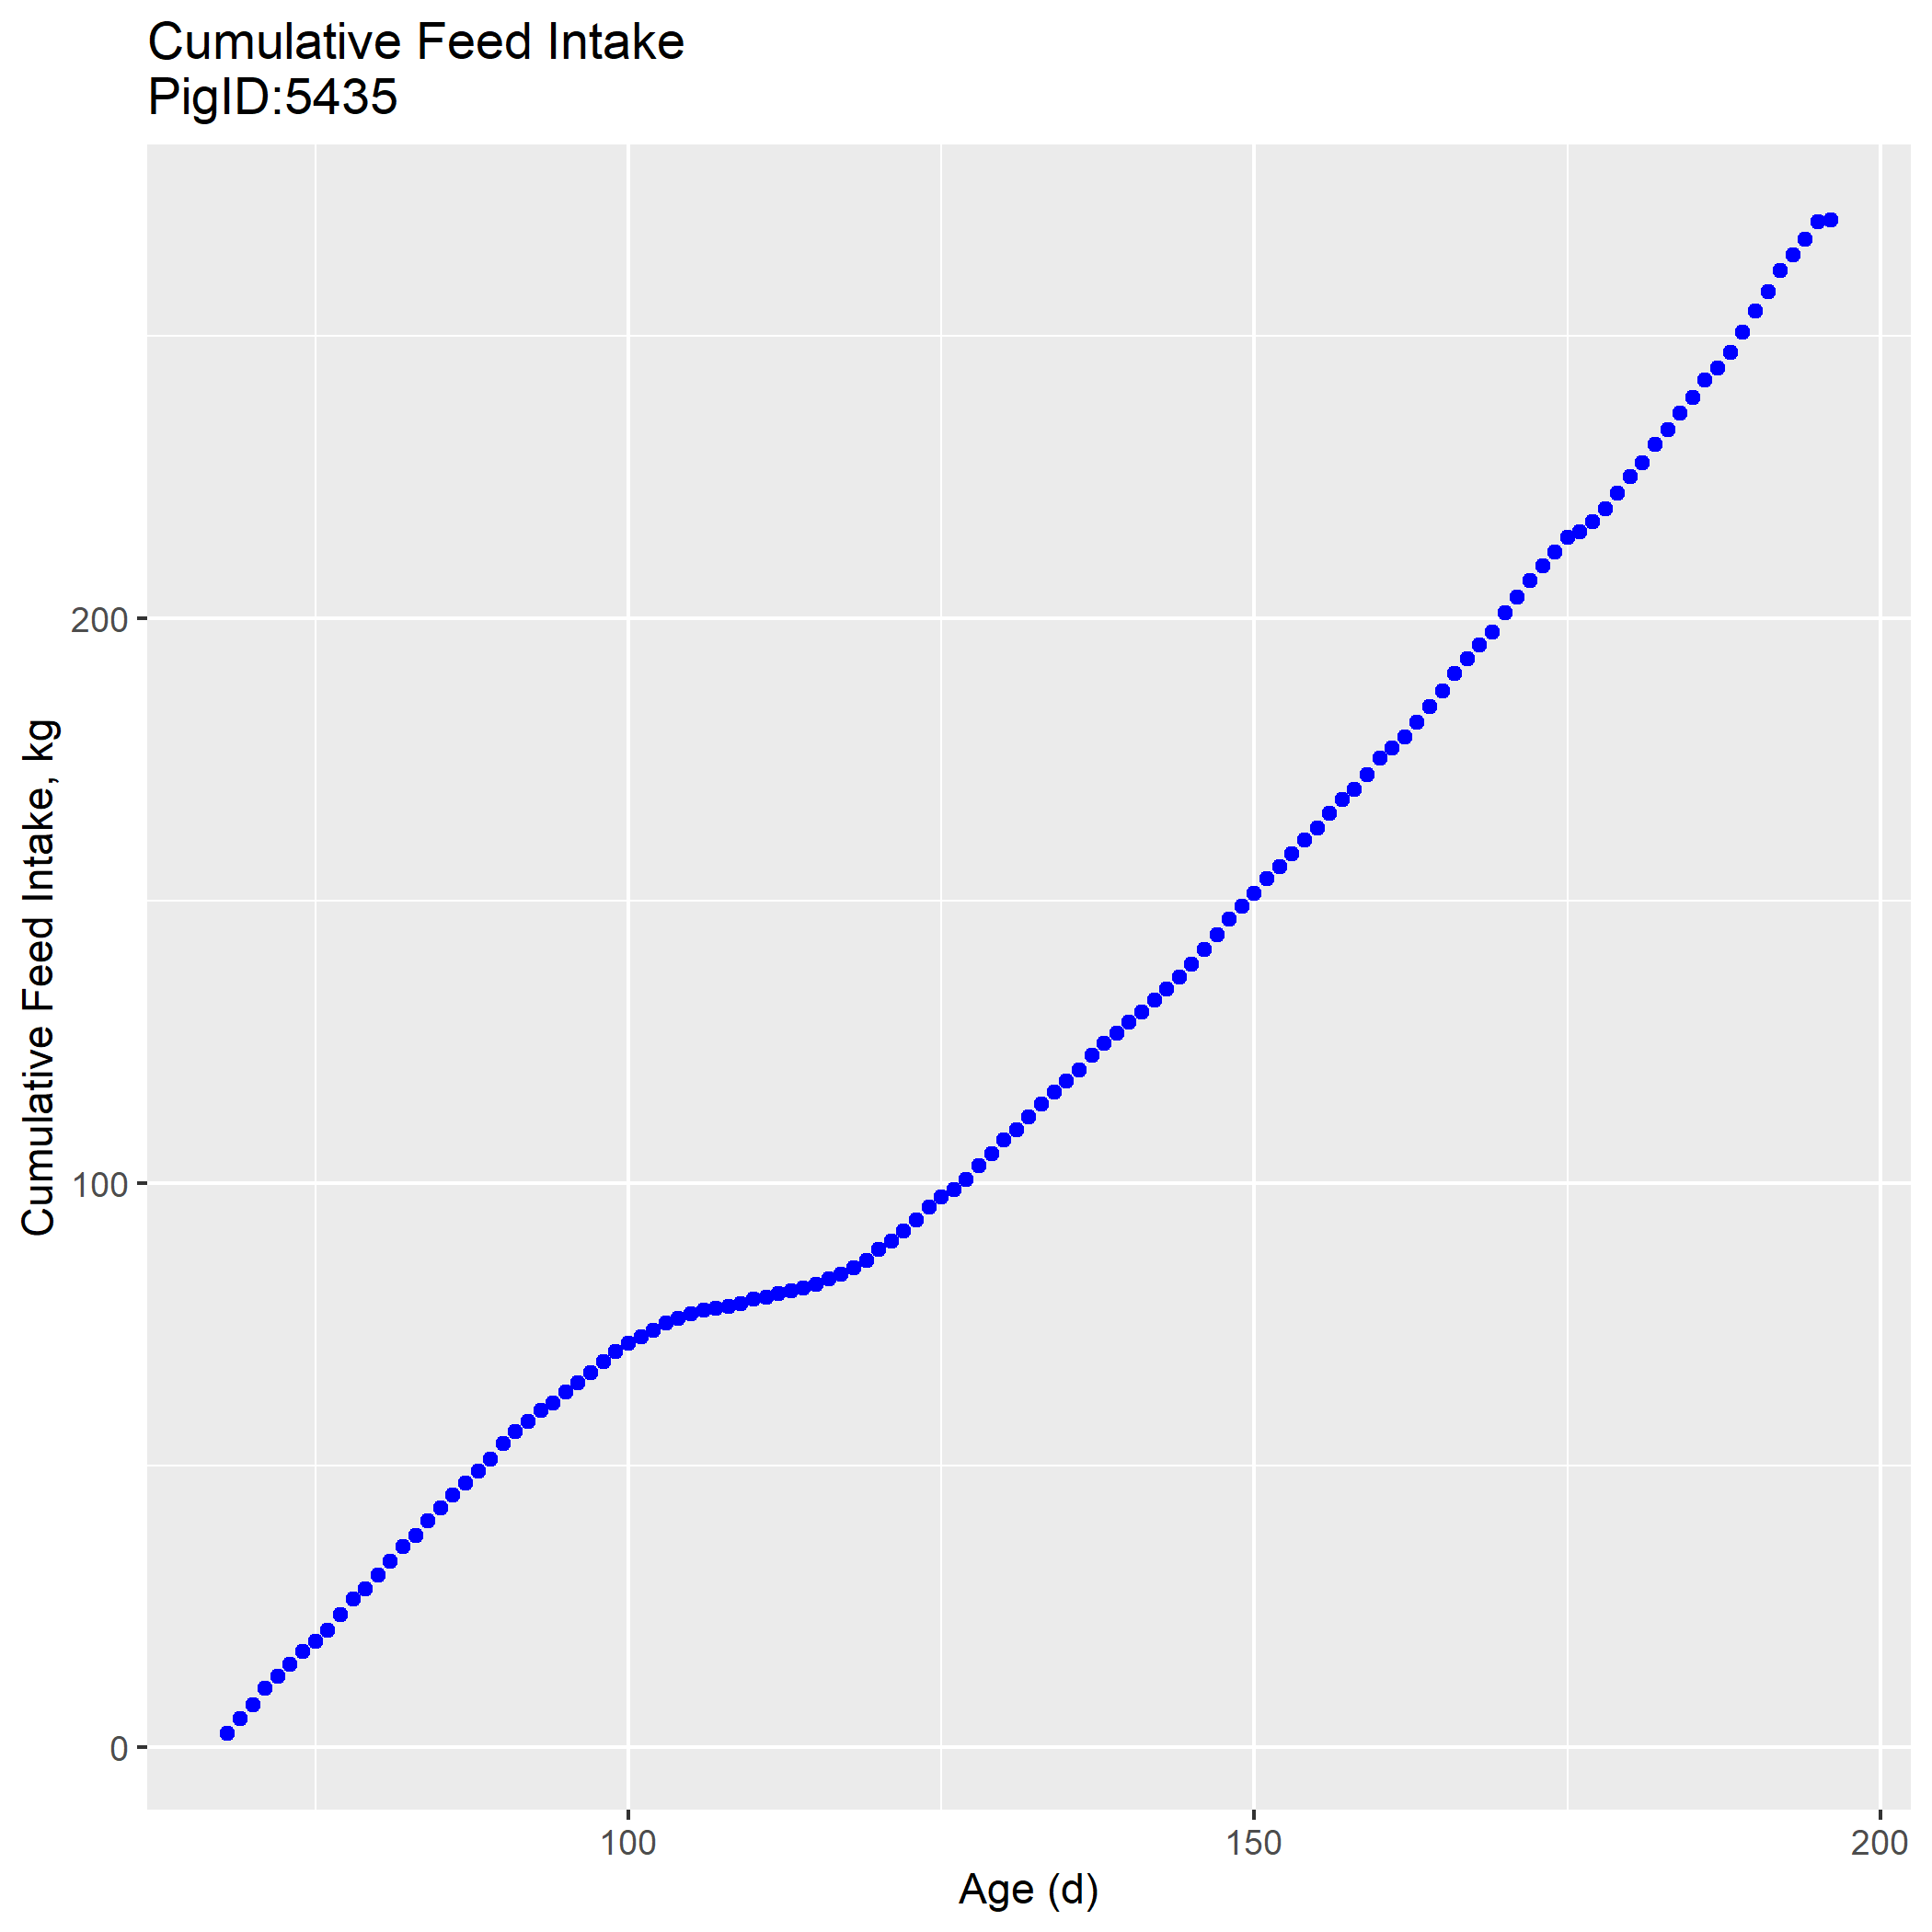 Cumulative Feed Intake
PigID:5435
Cumulative Feed Intake, kg
200
100
0
100
150
200
Age (d)